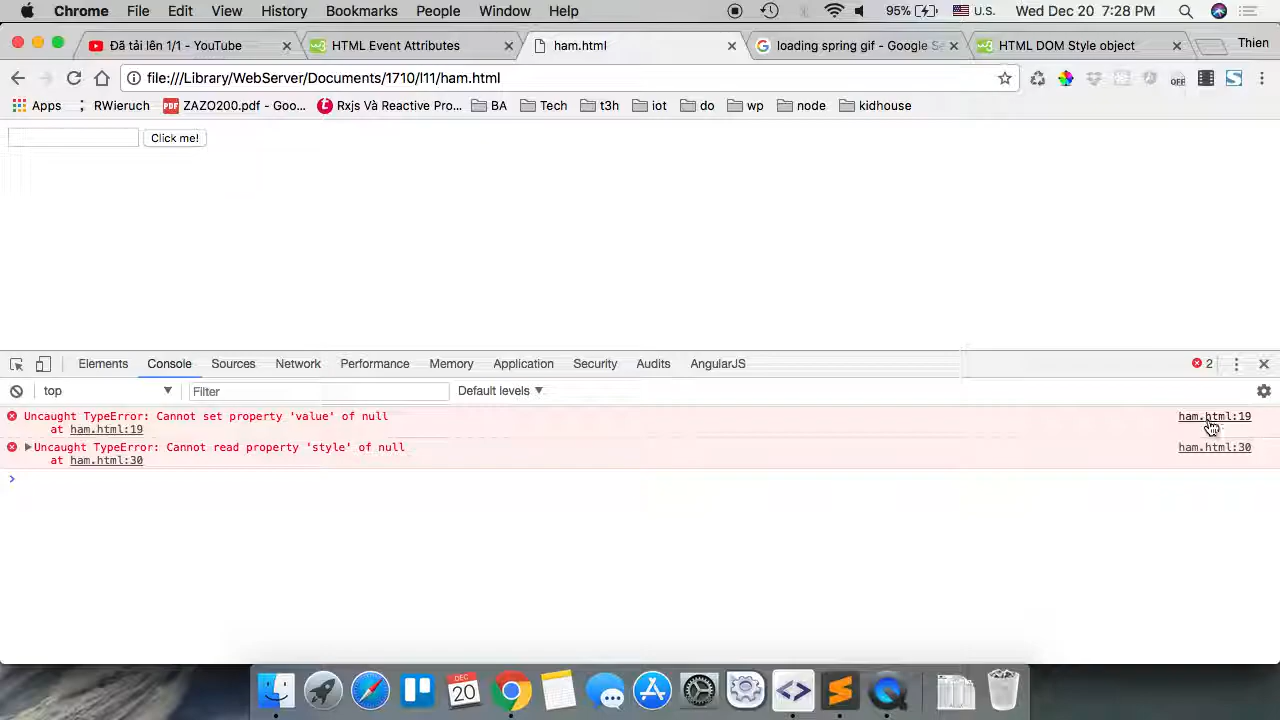 Chrome File Edit View History Bookmarks People Window Help 95% U.S. Wed Dec 20 7:28 PM
Đã tải lên 1/1 - YouTube HTML Event Attributes ham.html loading spring gif - Google Se HTML DOM Style object Thien
file:///Library/WebServer/Documents/1710/l11/ham.html OFF
Apps RWieruch PDF ZAZO200.pdf - Goo... Rxjs Và Reactive Pro... BA Tech t3h iot do wp node kidhouse
Click me!
Elements Console Sources Network Performance Memory Application Security Audits AngularJS 2
top Filter Default levels
Uncaught TypeError: Cannot set property 'value' of null ham.html:19
at ham.html:19
Uncaught TypeError: Cannot read property 'style' of null ham.html:30
at ham.html:30
DEC
20